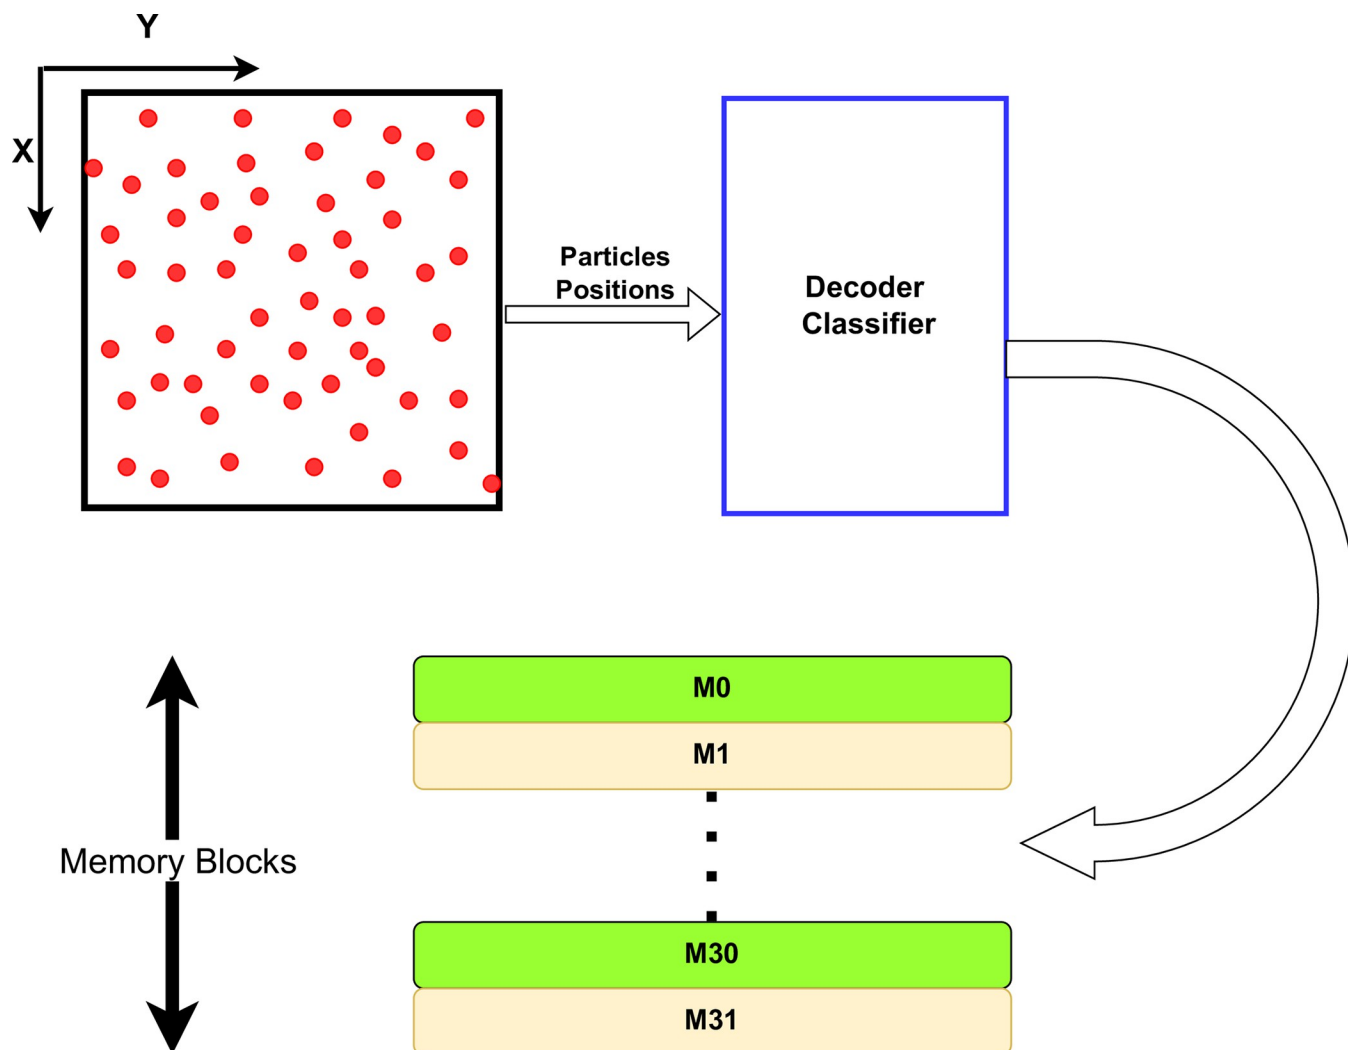 Y
X
Particles
Positions
Decoder
Classifier
M0
M1
Memory Blocks
M30
M31